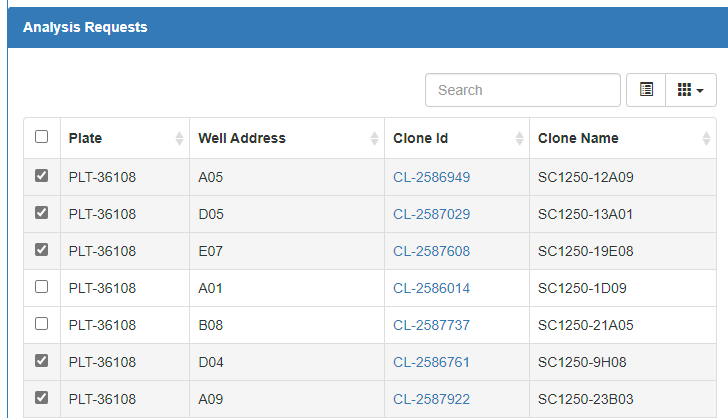 Analysis Requests
Search
Plate Well Address Clone Id Clone Name
PLT-36108 A05 CL-2586949 SC1250-12A09
PLT-36108 D05 CL-2587029 SC1250-13A01
PLT-36108 E07 CL-2587608 SC1250-19E08
PLT-36108 A01 CL-2586014 SC1250-1D09
PLT-36108 B08 CL-2587737 SC1250-21A05
PLT-36108 D04 CL-2586761 SC1250-9H08
PLT-36108 A09 CL-2587922 SC1250-23B03